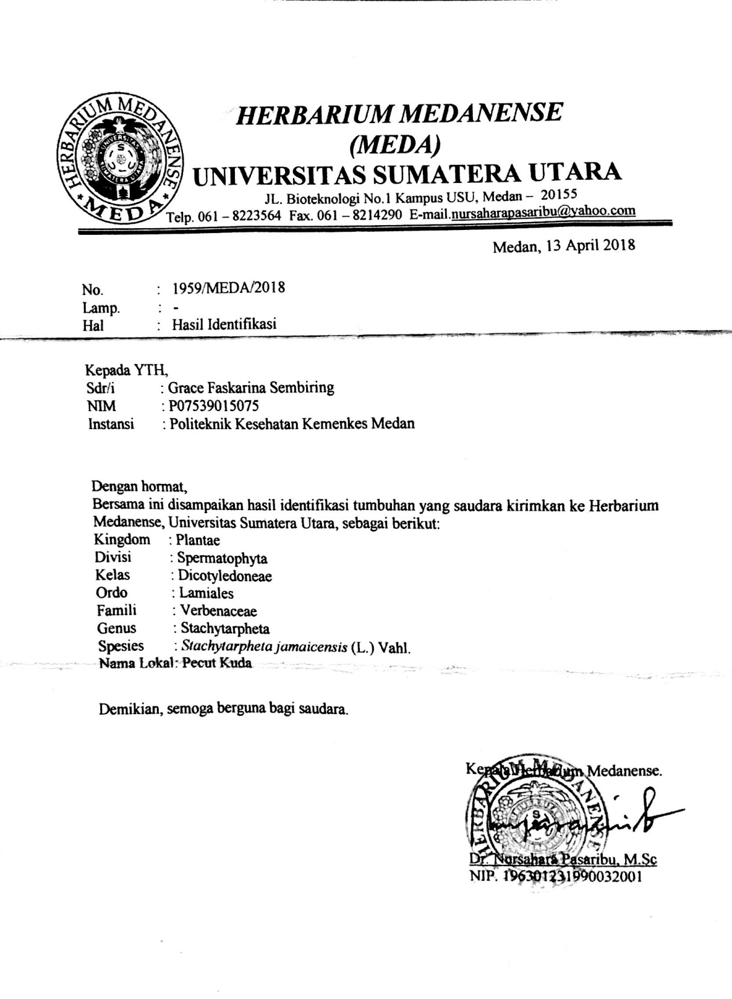 HERBARIUM MEDANENSE
MEDA
UNIVERSITAS
SUMATERA UTARA
HERBARIUM MEDANENSE
(MEDA)
UNIVERSITAS SUMATERA UTARA
JL. Bioteknologi No.1 Kampus USU, Medan – 20155
Telp. 061 – 8223564 Fax. 061 – 8214290 E-mail.nursaharapasaribu@yahoo.com
Medan, 13 April 2018
No. : 1959/MEDA/2018
Lamp. : -
Hal : Hasil Identifikasi
Kepada YTH,
Sdr/i : Grace Faskarina Sembiring
NIM : P07539015075
Instansi : Politeknik Kesehatan Kemenkes Medan
Dengan hormat,
Bersama ini disampaikan hasil identifikasi tumbuhan yang saudara kirimkan ke Herbarium
Medanense, Universitas Sumatera Utara, sebagai berikut:
Kingdom : Plantae
Divisi : Spermatophyta
Kelas : Dicotyledoneae
Ordo : Lamiales
Famili : Verbenaceae
Genus : Stachytarpheta
Spesies : Stachytarpheta jamaicensis (L.) Vahl.
Nama Lokal: Pecut Kuda
Demikian, semoga berguna bagi saudara.
Kepala Herbarium Medanense.
HERBARIUM MEDANENSE
Dr. Nursahara Pasaribu, M.Sc
NIP. 196301231990032001